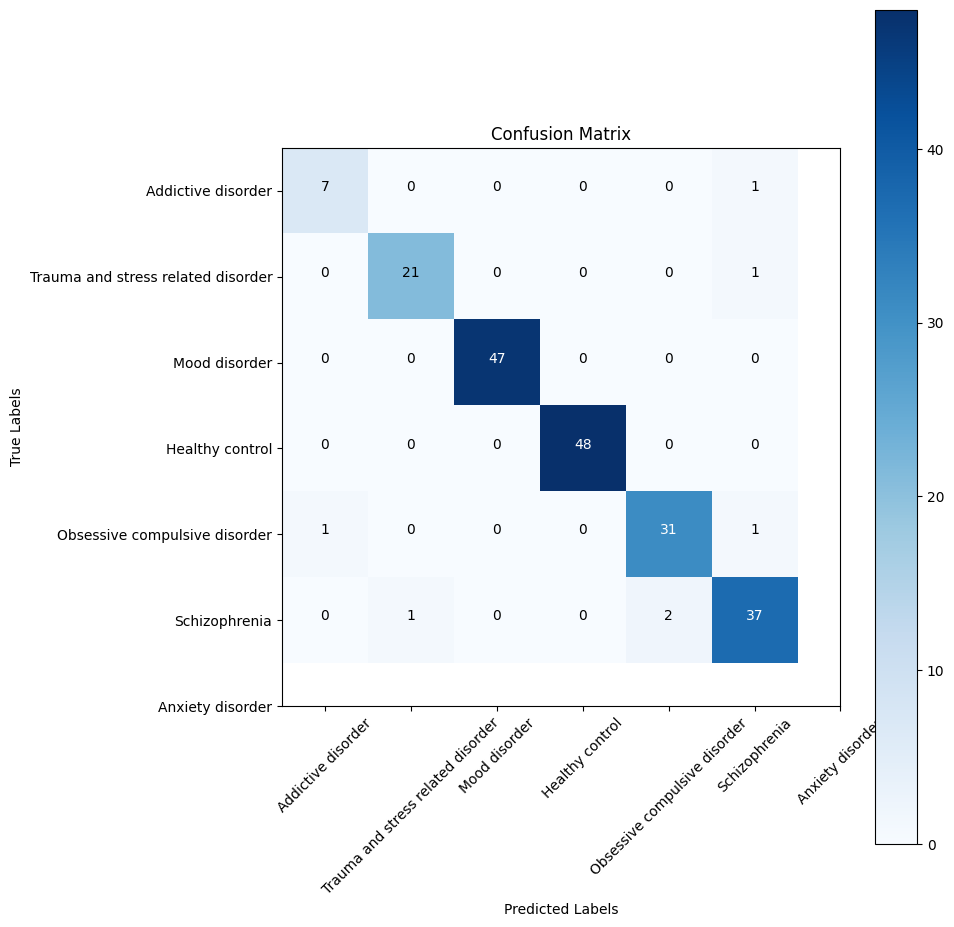 Confusion Matrix
True Labels
Addictive disorder
7 0 0 0 0 1
Trauma and stress related disorder
0 21 0 0 0 1
Mood disorder
0 0 47 0 0 0
Healthy control
0 0 0 48 0 0
Obsessive compulsive disorder
1 0 0 0 31 1
Schizophrenia
0 1 0 0 2 37
Anxiety disorder
Addictive disorder
Trauma and stress related disorder
Mood disorder
Healthy control
Obsessive compulsive disorder
Schizophrenia
Anxiety disorder
Predicted Labels
40
30
20
10
0